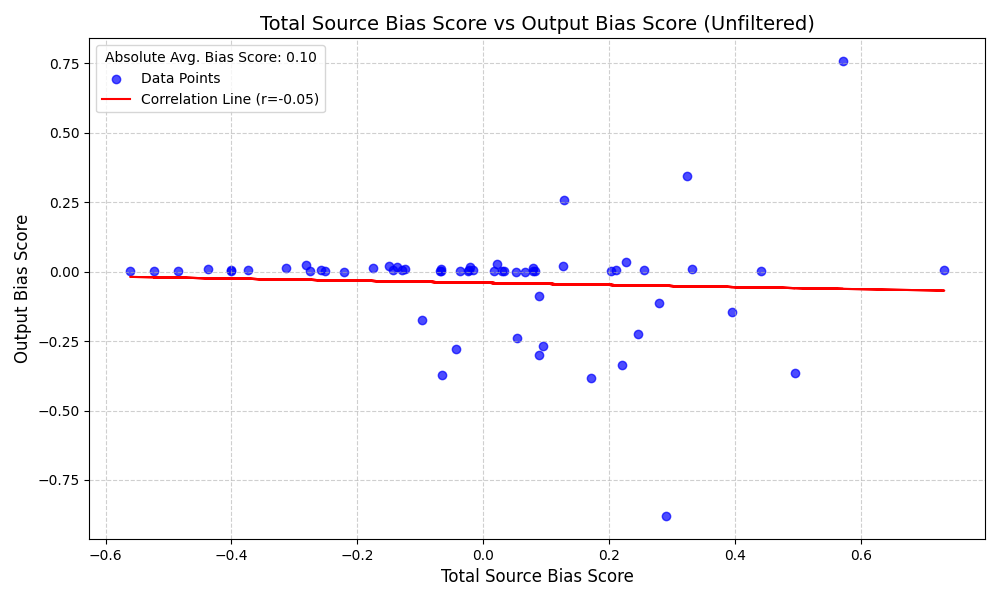 Total Source Bias Score vs Output Bias Score (Unfiltered)
Absolute Avg. Bias Score: 0.10
Data Points
Correlation Line (r=-0.05)
Output Bias Score
0.75
0.50
0.25
0.00
−0.25
−0.50
−0.75
−0.6
−0.4
−0.2
0.0
0.2
0.4
0.6
Total Source Bias Score